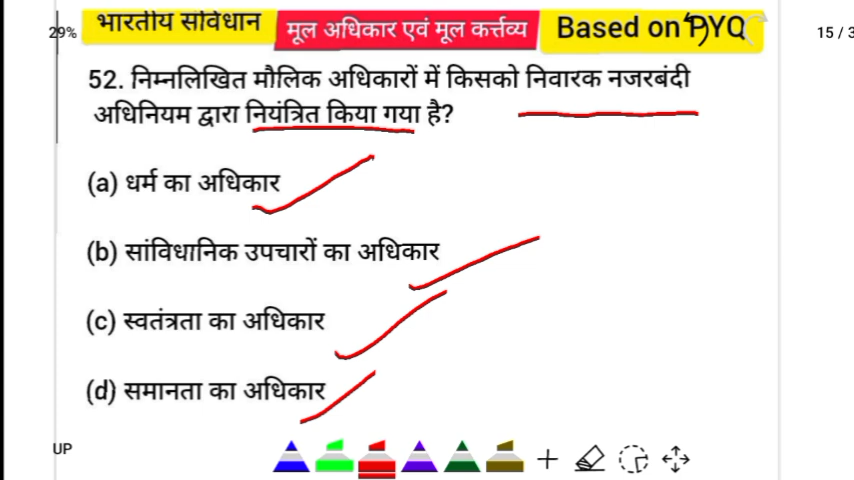 29%
भारतीय संविधान
मूल अधिकार एवं मूल कर्त्तव्य
Based on PYQ
15 / 3
52. निम्नलिखित मौलिक अधिकारों में किसको निवारक नजरबंदी
अधिनियम द्वारा नियंत्रित किया गया है?
(a) धर्म का अधिकार
(b) सांविधानिक उपचारों का अधिकार
(c) स्वतंत्रता का अधिकार
(d) समानता का अधिकार
UP